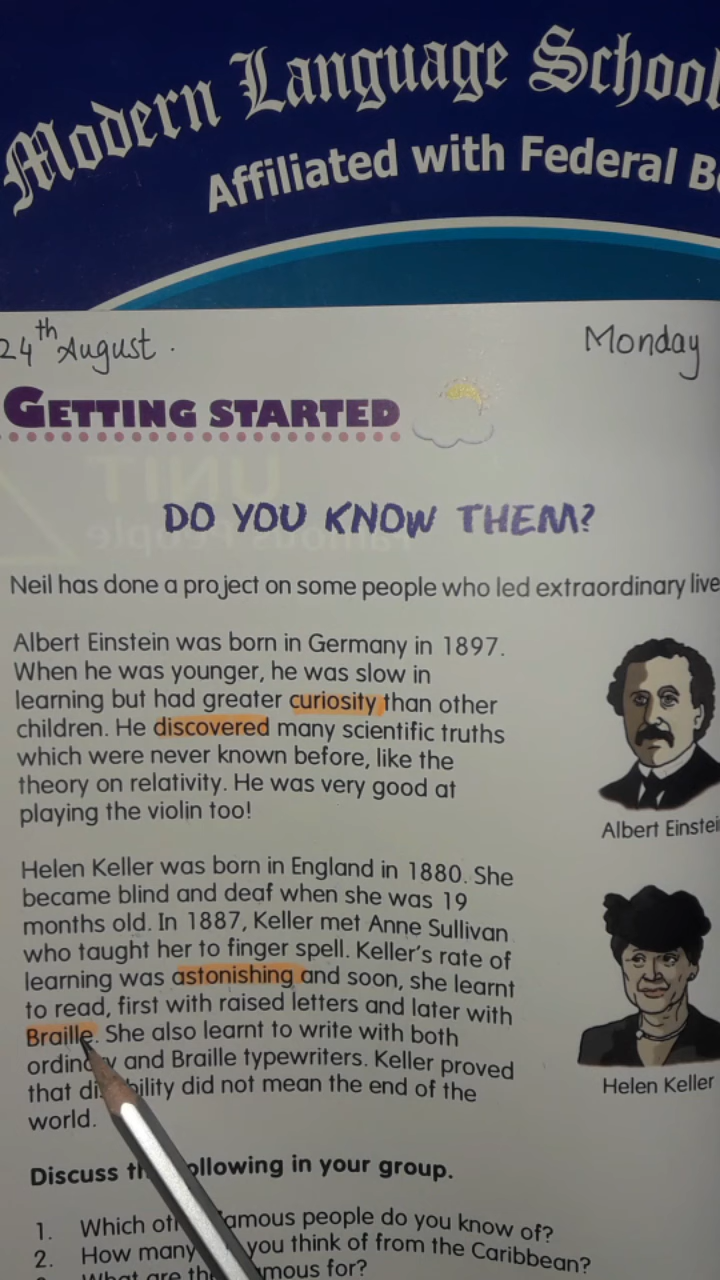 Modern Language School
Affiliated with Federal
24th August.
Monday
GETTING STARTED
DO YOU KNOW THEM?
Neil has done a project on some people who led extraordinary live
Albert Einstein was born in Germany in 1897.
When he was younger, he was slow in
learning but had greater curiosity than other
children. He discovered many scientific truths
which were never known before, like the
theory on relativity. He was very good at
playing the violin too!
Albert Einstei
Helen Keller was born in England in 1880. She
became blind and deaf when she was 19
months old. In 1887, Keller met Anne Sullivan
who taught her to finger spell. Keller's rate of
learning was astonishing and soon, she learnt
to read, first with raised letters and later with
Braille. She also learnt to write with both
and Braille typewriters. Keller proved
that did not mean the end of the
world.
Helen Keller
Discuss following in your group.
1. Which famous people do you know of?
2. How many you think of from the Caribbean?
What are for?